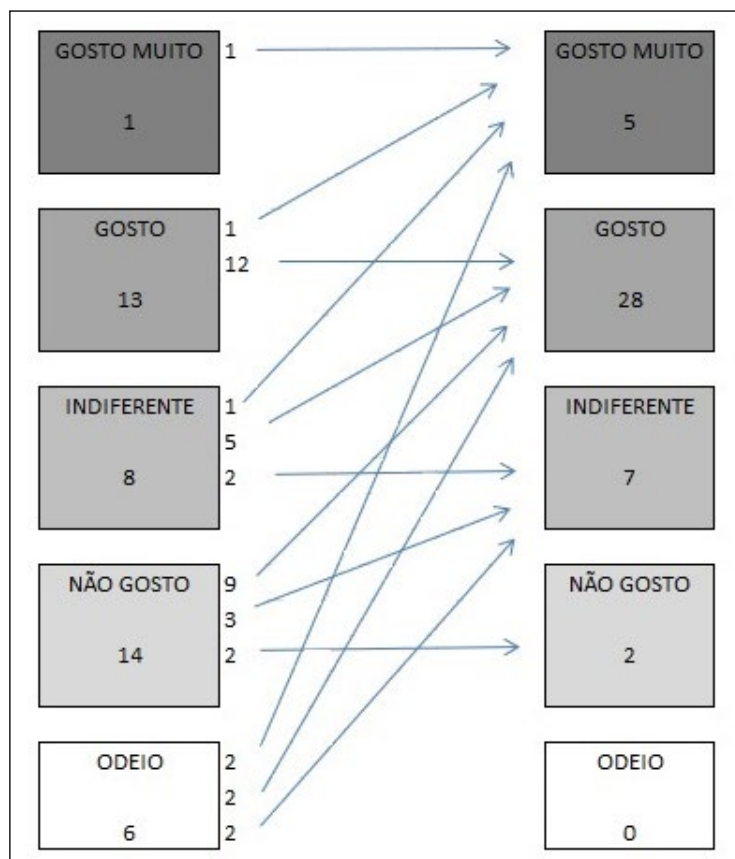 GOSTO MUITO 1 GOSTO MUITO
1 5
GOSTO 1 GOSTO
12
13 28
INDIFERENTE 1 INDIFERENTE
5
8 2 7
NÃO GOSTO 9 NÃO GOSTO
3
14 2 2
ODEIO 2 ODEIO
2
6 2 0